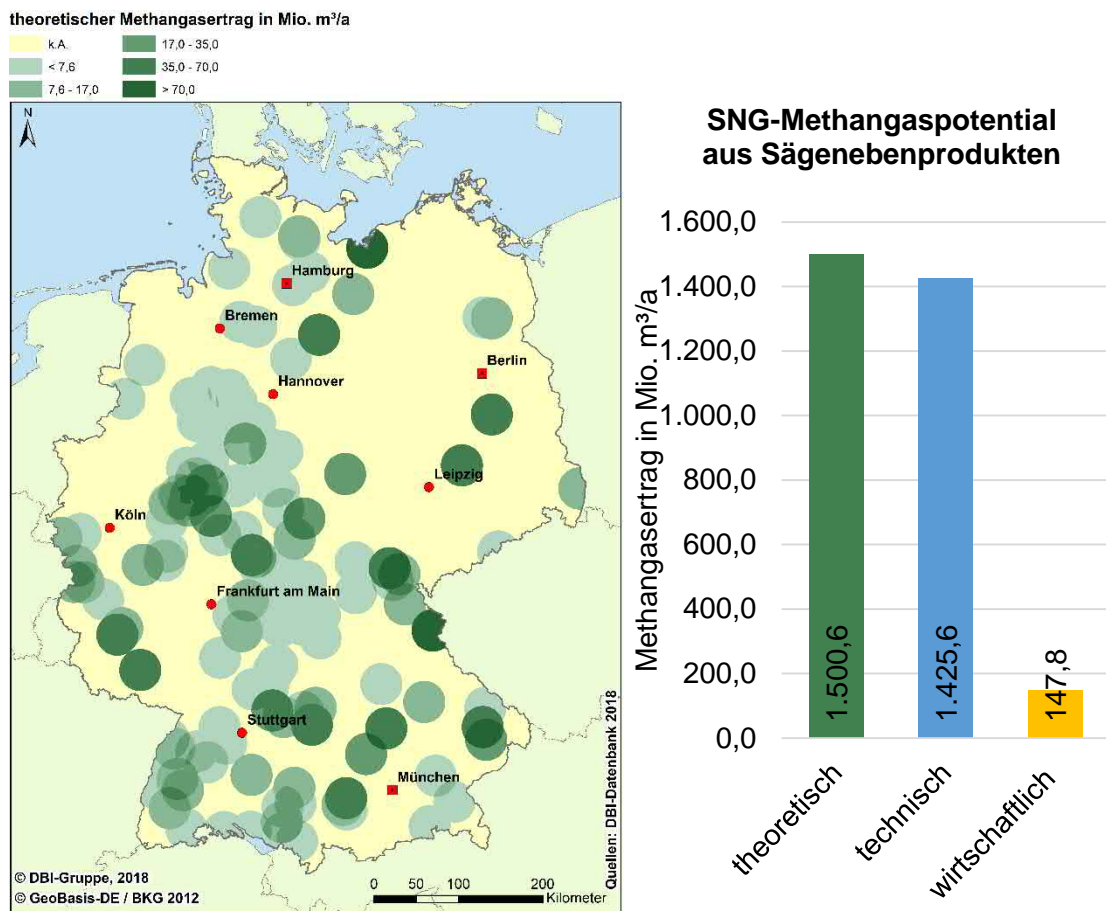 theoretischer Methangasertrag in Mio. m³/a
k.A.
< 7,6
7,6 - 17,0
17,0 - 35,0
35,0 - 70,0
> 70,0
N
Hamburg
Bremen
Berlin
Hannover
Leipzig
Köln
Frankfurt am Main
Stuttgart
München
Quellen: DBI-Datenbank 2018
© DBI-Gruppe, 2018
© GeoBasis-DE / BKG 2012
0 50 100 200
Kilometer
SNG-Methangaspotential
aus Sägenebenprodukten
Methangasertrag in Mio. m³/a
1.600,0
1.400,0
1.200,0
1.000,0
800,0
600,0
400,0
200,0
0,0
1.500,6
1.425,6
147,8
theoretisch
technisch
wirtschaftlich